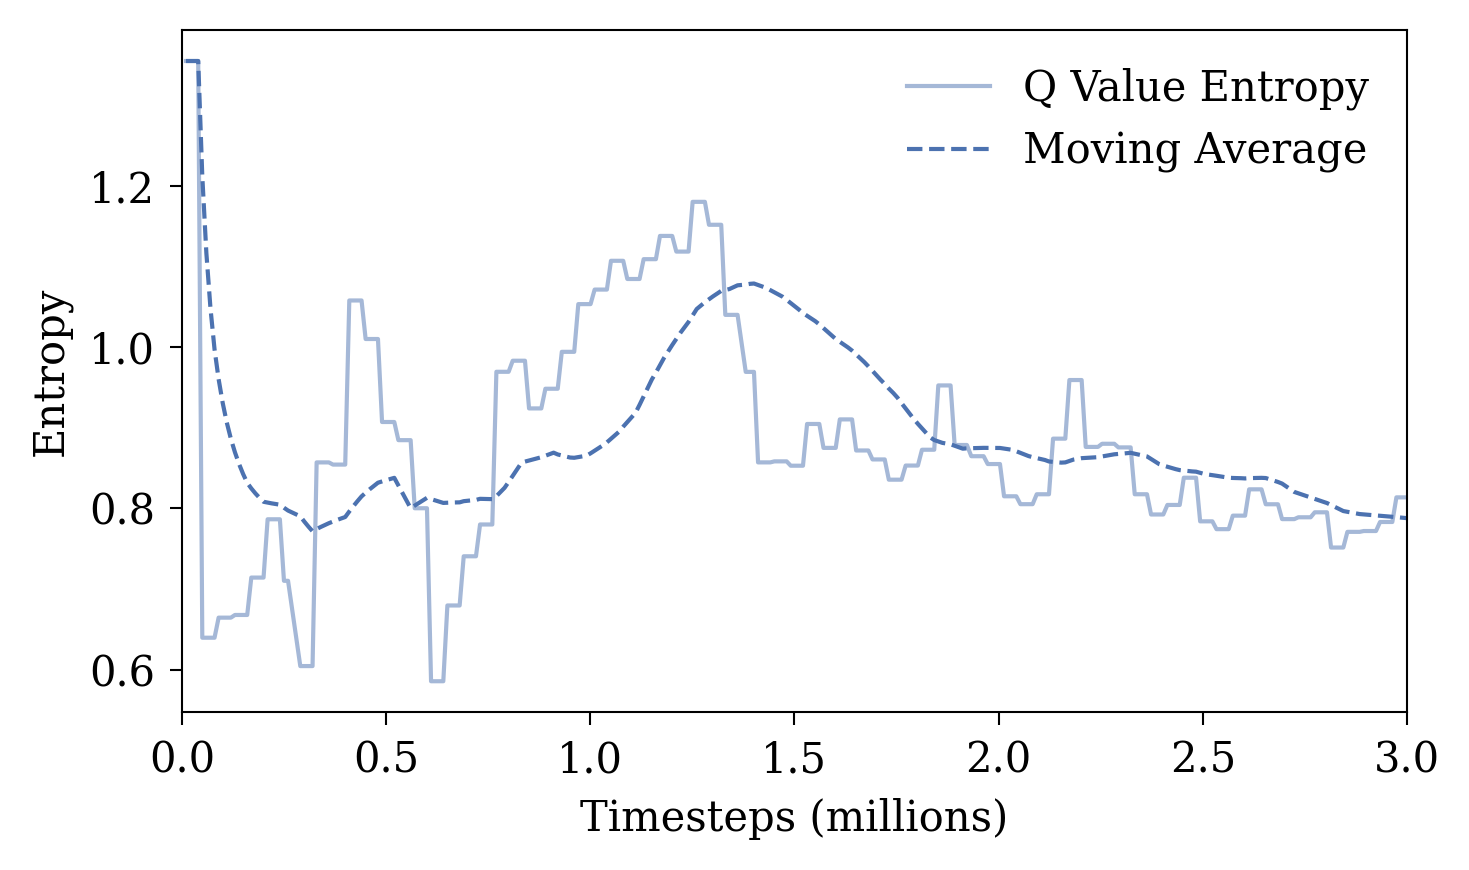 Q Value Entropy
Moving Average
1.2
1.0
0.8
0.6
Entropy
0.0 0.5 1.0 1.5 2.0 2.5 3.0
Timesteps (millions)